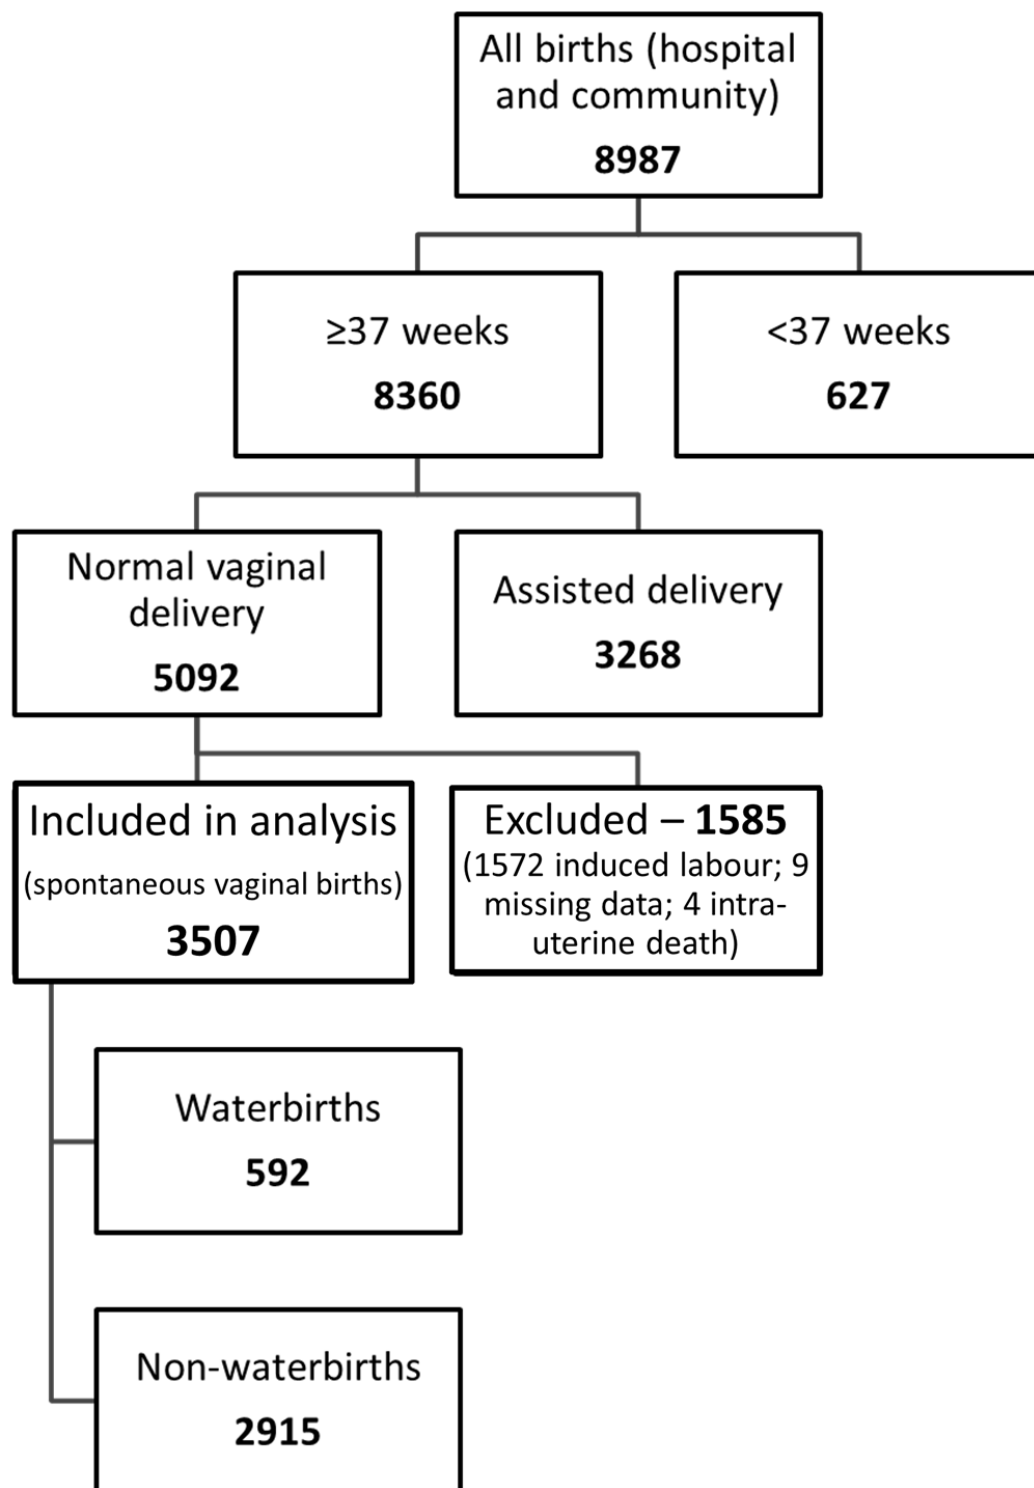 All births (hospital
and community)
8987
≥37 weeks
8360
<37 weeks
627
Normal vaginal
delivery
5092
Assisted delivery
3268
Included in analysis
(spontaneous vaginal births)
3507
Excluded – 1585
(1572 induced labour; 9
missing data; 4 intra-
uterine death)
Waterbirths
592
Non-waterbirths
2915